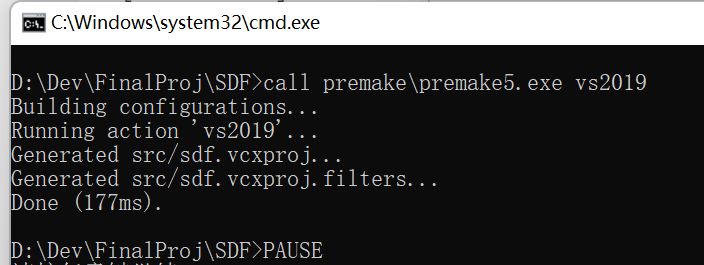 C:\Windows\system32\cmd.exe
D:\Dev\FinalProj\SDF>call premake\premake5.exe vs2019
Building configurations...
Running action 'vs2019'...
Generated src/sdf.vcxproj...
Generated src/sdf.vcxproj.filters...
Done (177ms).
D:\Dev\FinalProj\SDF>PAUSE